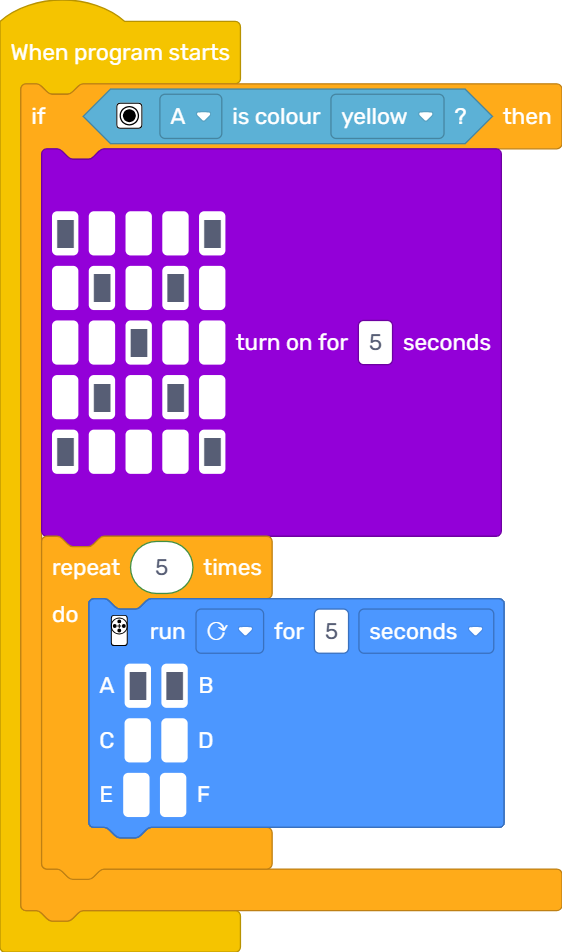 When program starts
if A is colour yellow ? then
turn on for 5 seconds
repeat 5 times
do
run for 5 seconds
A B
C D
E F